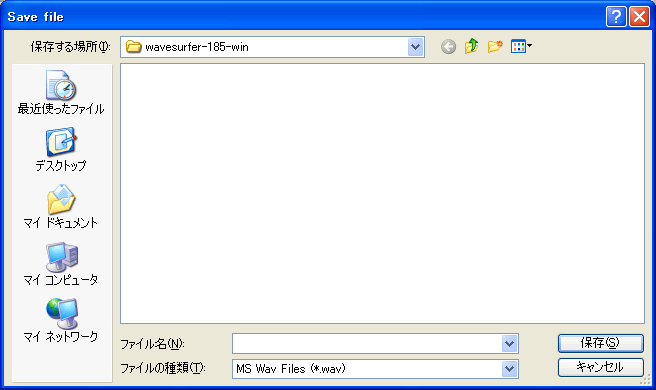 Save file
保存する場所(I):
wavesurfer-185-win
最近使ったファイル
デスクトップ
マイ ドキュメント
マイ コンピュータ
マイ ネットワーク
ファイル名(N):
保存(S)
ファイルの種類(T):
MS Wav Files (*.wav)
キャンセル